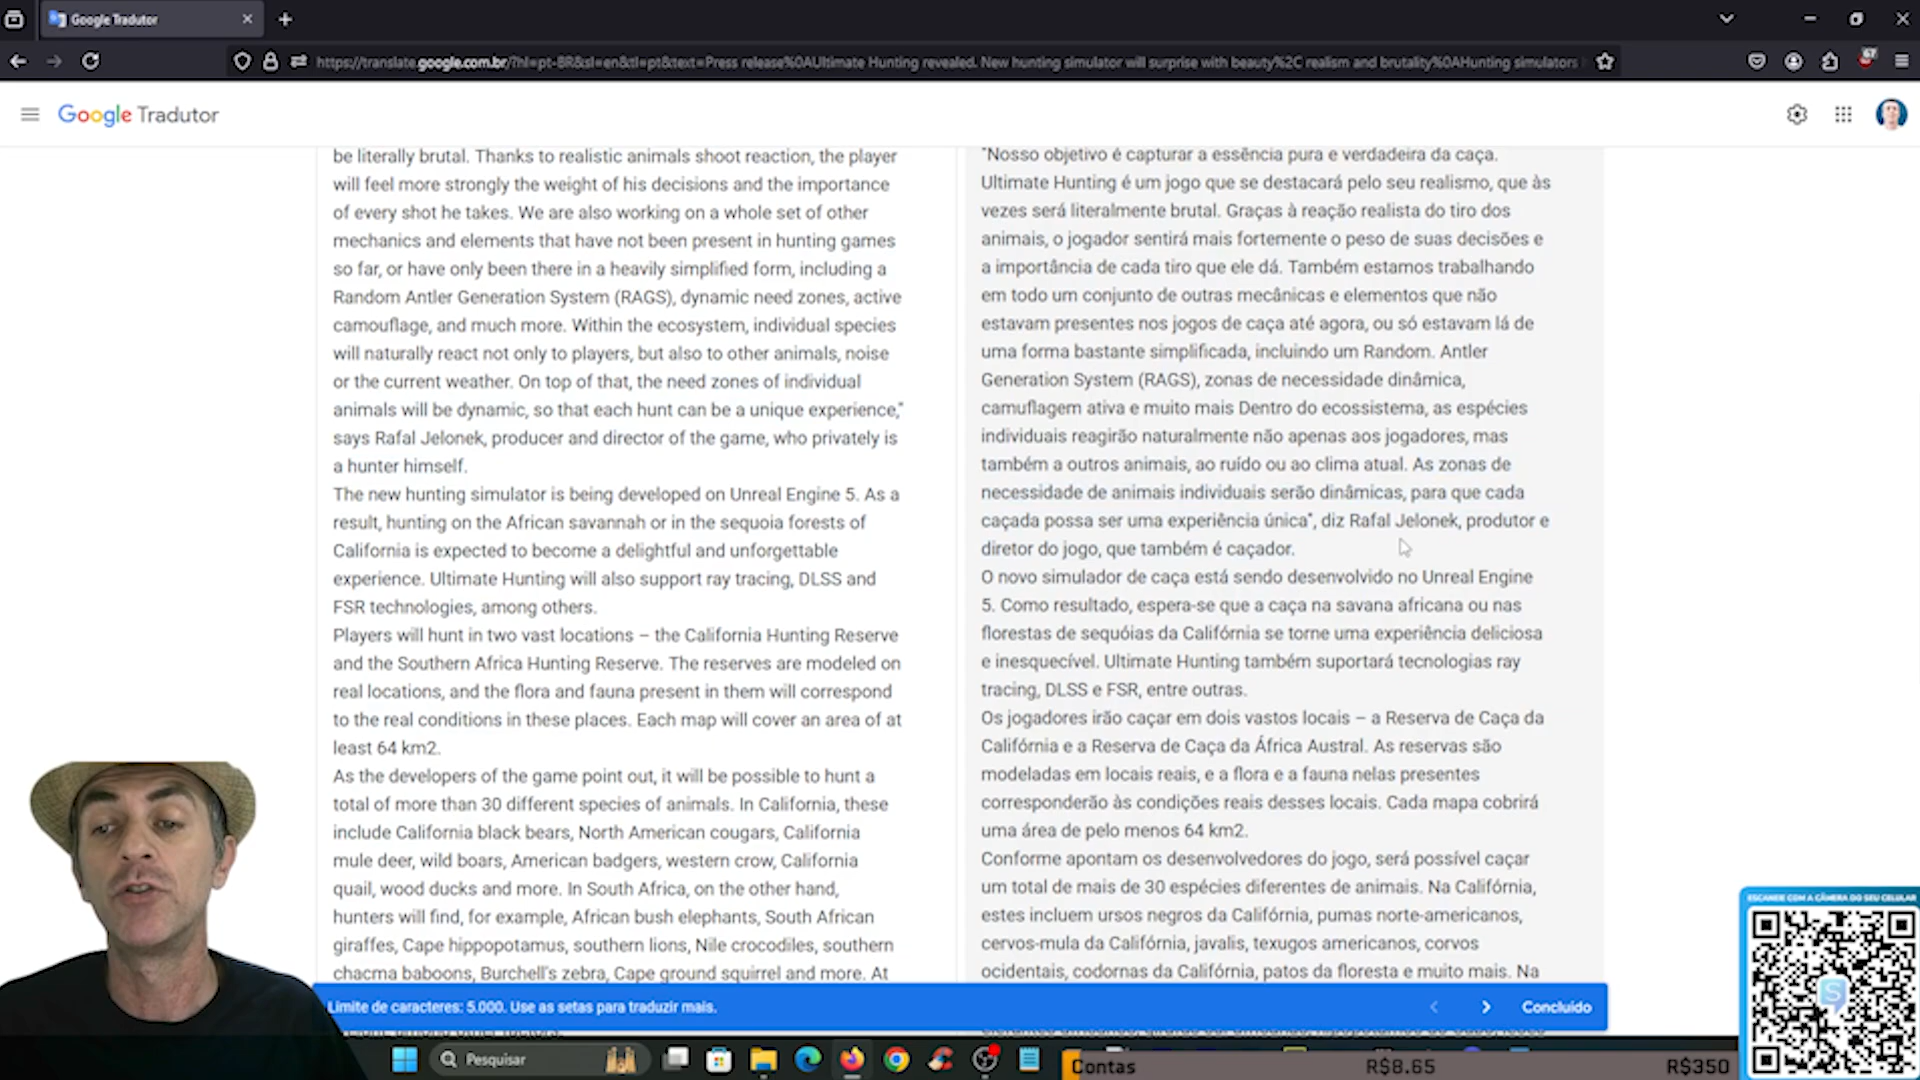 Google Tradutor
https://translate.google.com.br/?hl=pt-BR&sl=en&tl=pt&text=Press release%0AUltimate Hunting revealed. New hunting simulator will surprise with beauty%2C realism and brutality%0AHunting simulators
67
Google Tradutor
be literally brutal. Thanks to realistic animals shoot reaction, the player
will feel more strongly the weight of his decisions and the importance
of every shot he takes. We are also working on a whole set of other
mechanics and elements that have not been present in hunting games
so far, or have only been there in a heavily simplified form, including a
Random Antler Generation System (RAGS), dynamic need zones, active
camouflage, and much more. Within the ecosystem, individual species
will naturally react not only to players, but also to other animals, noise
or the current weather. On top of that, the need zones of individual
animals will be dynamic, so that each hunt can be a unique experience,"
says Rafal Jelonek, producer and director of the game, who privately is
a hunter himself.
The new hunting simulator is being developed on Unreal Engine 5. As a
result, hunting on the African savannah or in the sequoia forests of
California is expected to become a delightful and unforgettable
experience. Ultimate Hunting will also support ray tracing, DLSS and
FSR technologies, among others.
Players will hunt in two vast locations – the California Hunting Reserve
and the Southern Africa Hunting Reserve. The reserves are modeled on
real locations, and the flora and fauna present in them will correspond
to the real conditions in these places. Each map will cover an area of at
least 64 km2.
As the developers of the game point out, it will be possible to hunt a
total of more than 30 different species of animals. In California, these
include California black bears, North American cougars, California
mule deer, wild boars, American badgers, western crow, California
quail, wood ducks and more. In South Africa, on the other hand,
hunters will find, for example, African bush elephants, South African
giraffes, Cape hippopotamus, southern lions, Nile crocodiles, southern
chacma baboons, Burchell's zebra, Cape ground squirrel and more. At
"Nosso objetivo é capturar a essência pura e verdadeira da caça.
Ultimate Hunting é um jogo que se destacará pelo seu realismo, que às
vezes será literalmente brutal. Graças à reação realista do tiro dos
animais, o jogador sentirá mais fortemente o peso de suas decisões e
a importância de cada tiro que ele dá. Também estamos trabalhando
em todo um conjunto de outras mecânicas e elementos que não
estavam presentes nos jogos de caça até agora, ou só estavam lá de
uma forma bastante simplificada, incluindo um Random. Antler
Generation System (RAGS), zonas de necessidade dinâmica,
camuflagem ativa e muito mais Dentro do ecossistema, as espécies
individuais reagirão naturalmente não apenas aos jogadores, mas
também a outros animais, ao ruído ou ao clima atual. As zonas de
necessidade de animais individuais serão dinâmicas, para que cada
caçada possa ser uma experiência única", diz Rafal Jelonek, produtor e
diretor do jogo, que também é caçador.
O novo simulador de caça está sendo desenvolvido no Unreal Engine
5. Como resultado, espera-se que a caça na savana africana ou nas
florestas de sequóias da Califórnia se torne uma experiência deliciosa
e inesquecível. Ultimate Hunting também suportará tecnologias ray
tracing, DLSS e FSR, entre outras.
Os jogadores irão caçar em dois vastos locais – a Reserva de Caça da
Califórnia e a Reserva de Caça da África Austral. As reservas são
modeladas em locais reais, e a flora e a fauna nelas presentes
corresponderão às condições reais desses locais. Cada mapa cobrirá
uma área de pelo menos 64 km2.
Conforme apontam os desenvolvedores do jogo, será possível caçar
um total de mais de 30 espécies diferentes de animais. Na Califórnia,
estes incluem ursos negros da Califórnia, pumas norte-americanos,
cervos-mula da Califórnia, javalis, texugos americanos, corvos
ocidentais, codornas da Califórnia, patos da floresta e muito mais. Na
Limite de caracteres: 5.000. Use as setas para traduzir mais.
Concluído
ESCANEIE COM A CÂMERA DO SEU CELULAR
S
Pesquisar
Contas
R$8.65
R$350